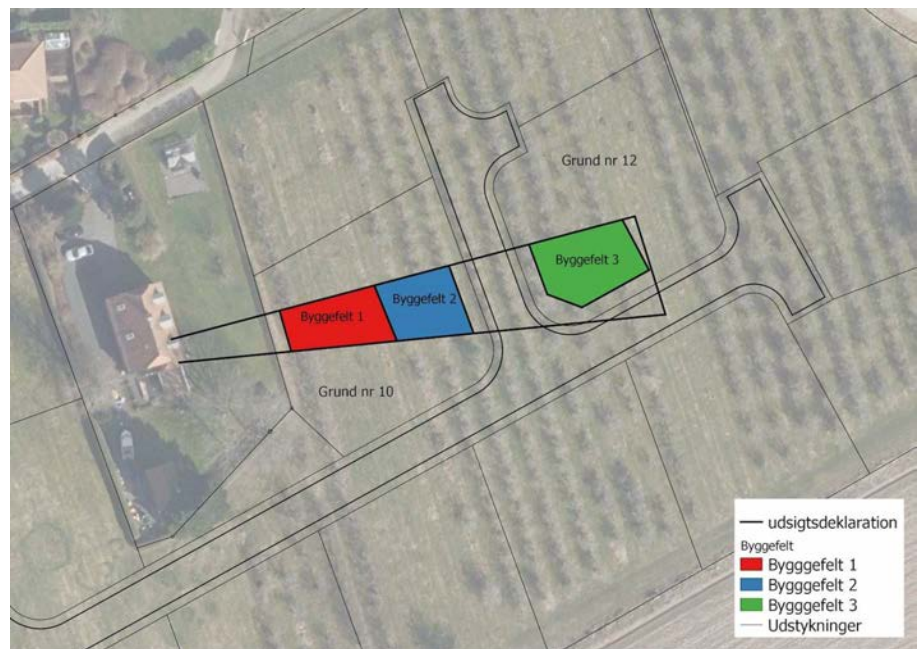 Grund nr 12
Byggefelt 3
Byggefelt 2
Byggefelt 1
Grund nr 10
udsigtsdeklaration
Byggefelt
Bygggefelt 1
Bygggefelt 2
Bygggefelt 3
Udstykninger